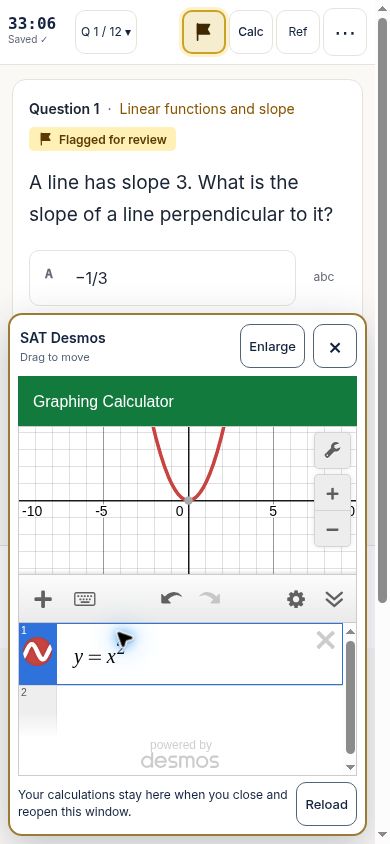 33:06
Saved ✓
Q 1 / 12 ▾
Calc
Ref
...
Question 1 · Linear functions and slope
Flagged for review
A line has slope 3. What is the
slope of a line perpendicular to it?
A
−1/3
abc
SAT Desmos
Drag to move
Enlarge
×
Graphing Calculator
-10
-5
0
5
0
+
−
1
y = x²
2
powered by
desmos
Your calculations stay here when you close and
reopen this window.
Reload